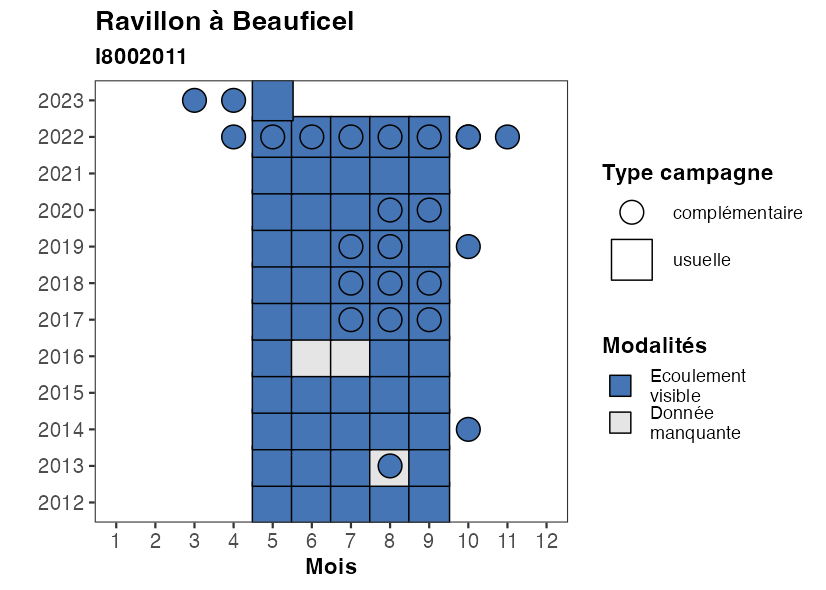 Ravillon à Beauficel
I8002011
2023
2022
2021
2020
2019
2018
2017
2016
2015
2014
2013
2012
1 2 3 4 5 6 7 8 9 10 11 12
Mois
Type campagne
complémentaire
usuelle
Modalités
Ecoulement
visible
Donnée
manquante